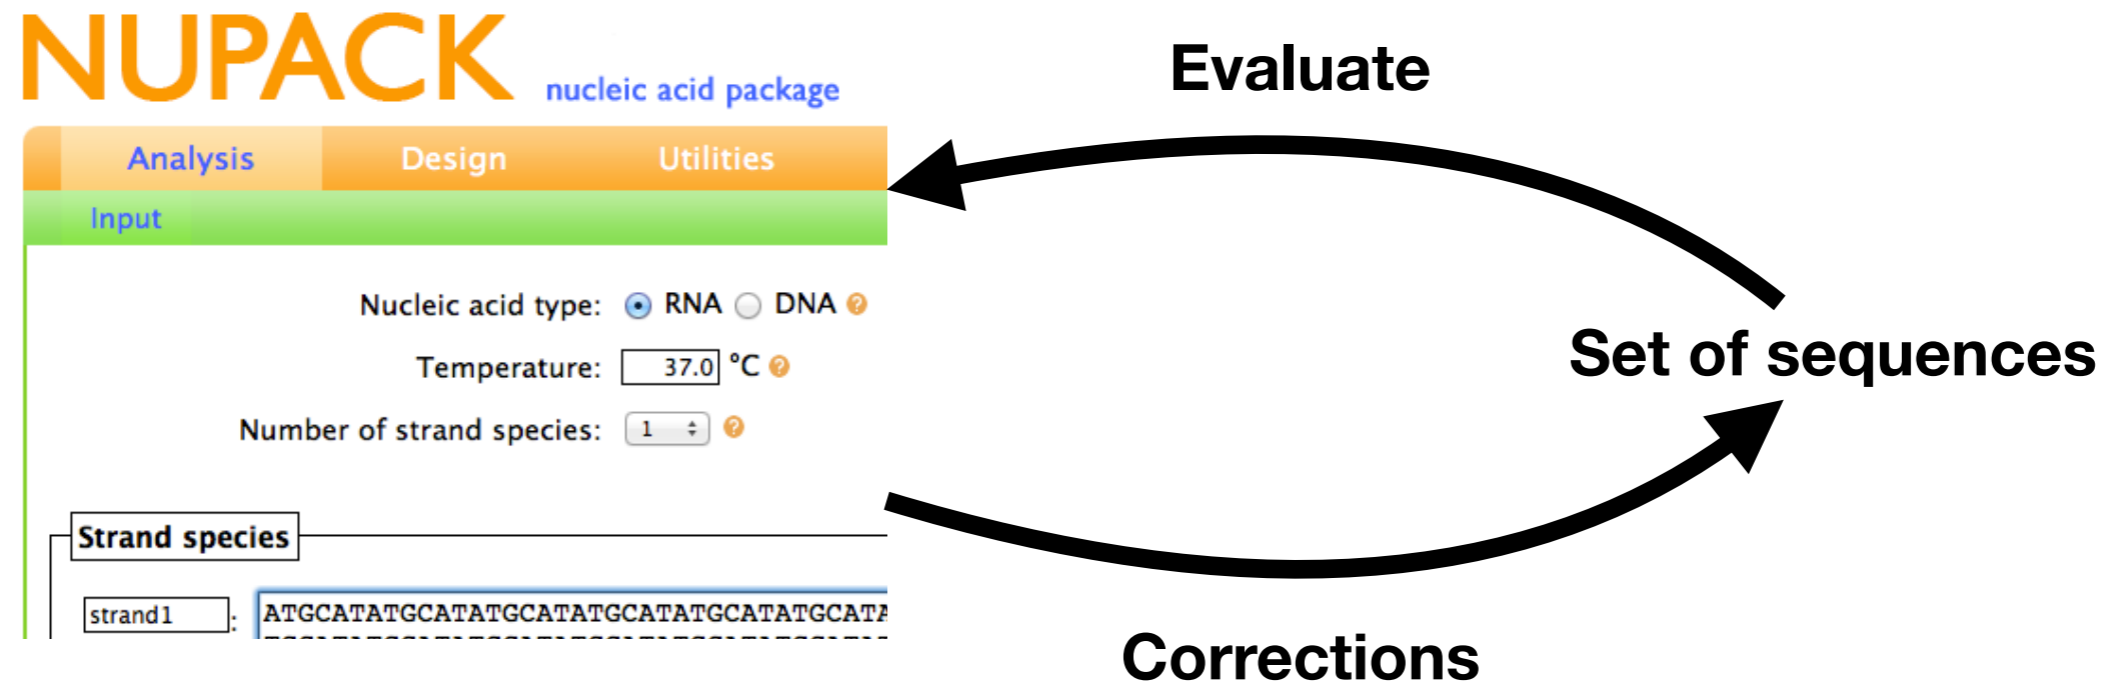 NUPACK nucleic acid package
Analysis Design Utilities
Input
Nucleic acid type: RNA DNA ?
Temperature: 37.0 °C ?
Number of strand species: 1 ?
Strand species
strand1 : ATGCATATGCATATGCATATGCATATGCATATGCATA
Evaluate
Set of sequences
Corrections